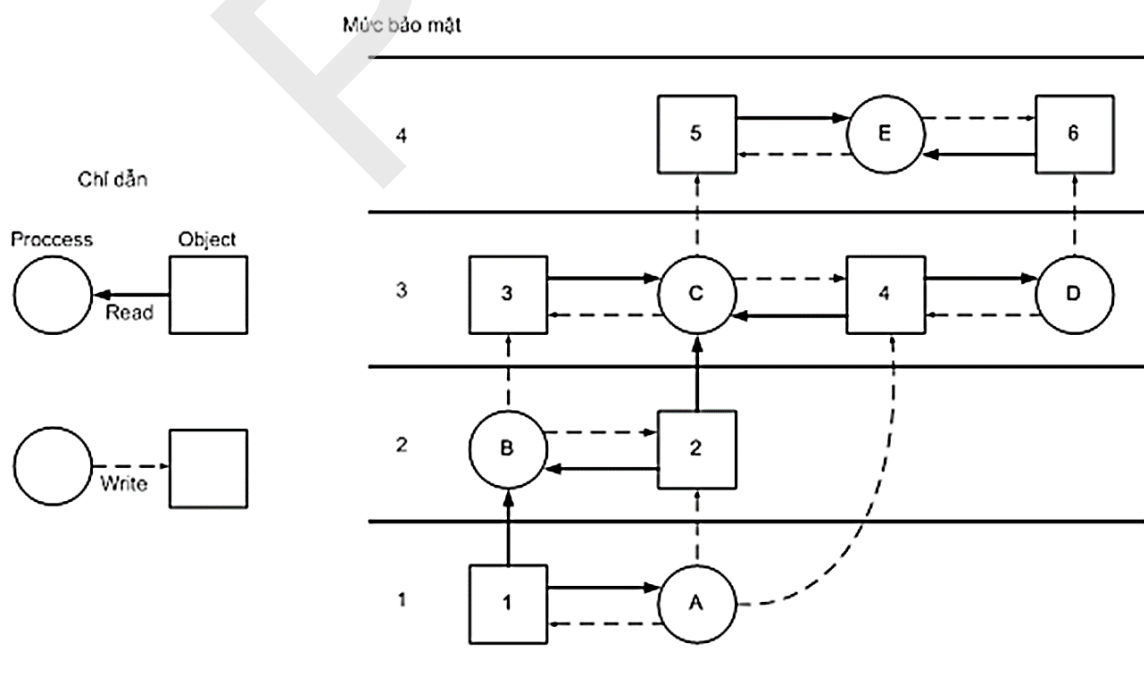 Mức bảo mật
4
5
E
6
Chỉ dẫn
Proccess
Object
Read
3
3
C
4
D
Write
2
B
2
1
1
A